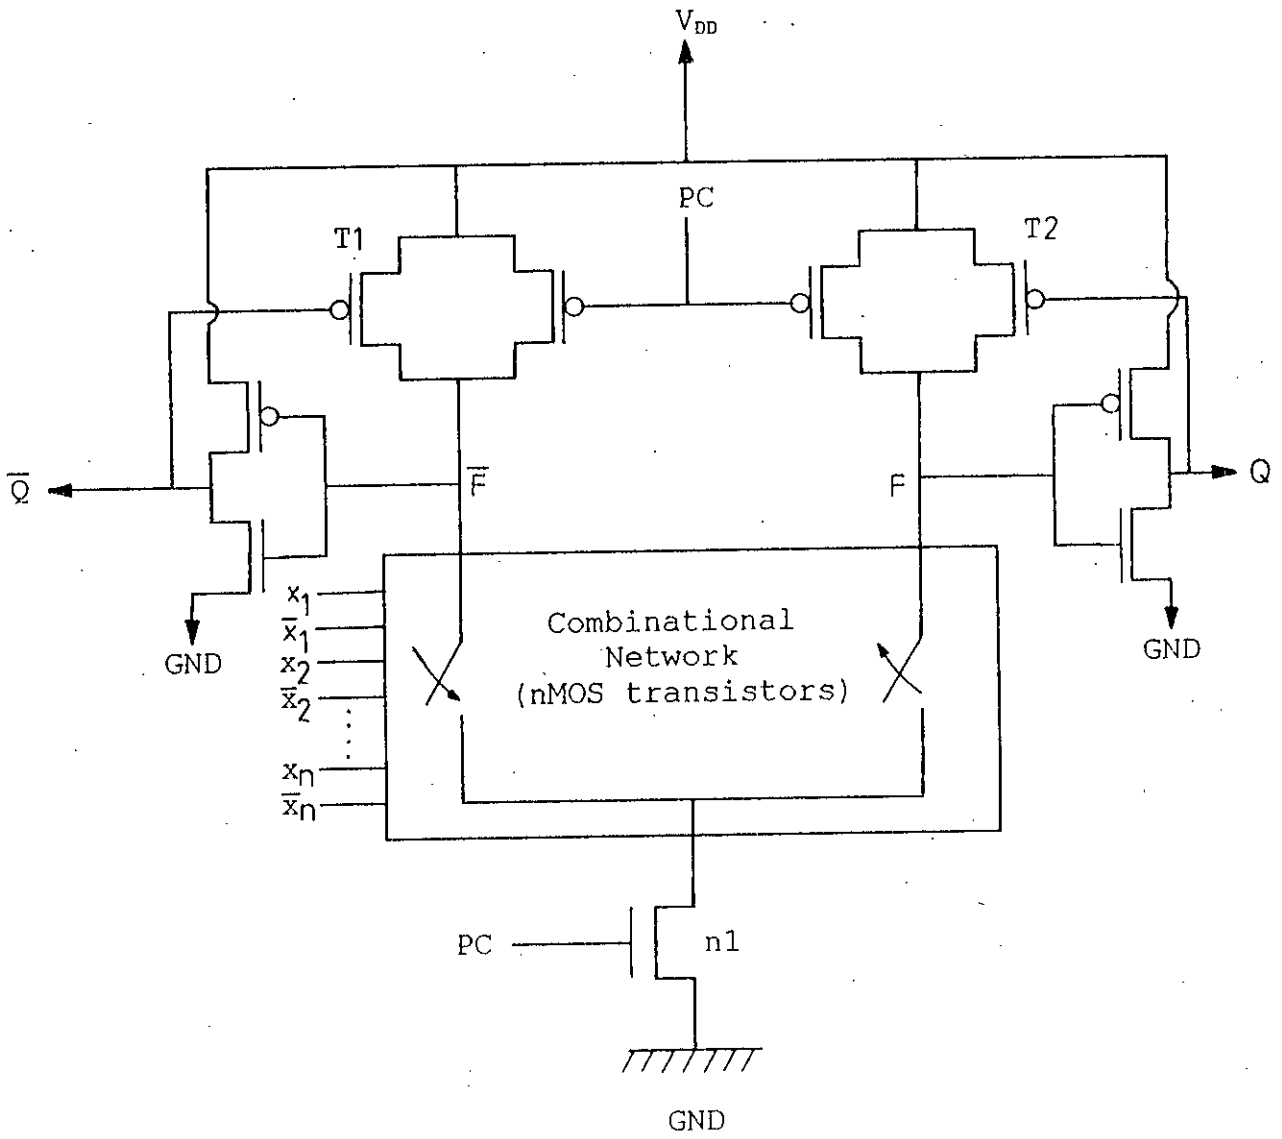 V_DD
PC
T1
T2
Q̅
F̅
F
Q
x₁
x̅₁
x₂
x̅₂
xₙ
x̅ₙ
Combinational
Network
(nMOS transistors)
GND
GND
PC
n1
GND